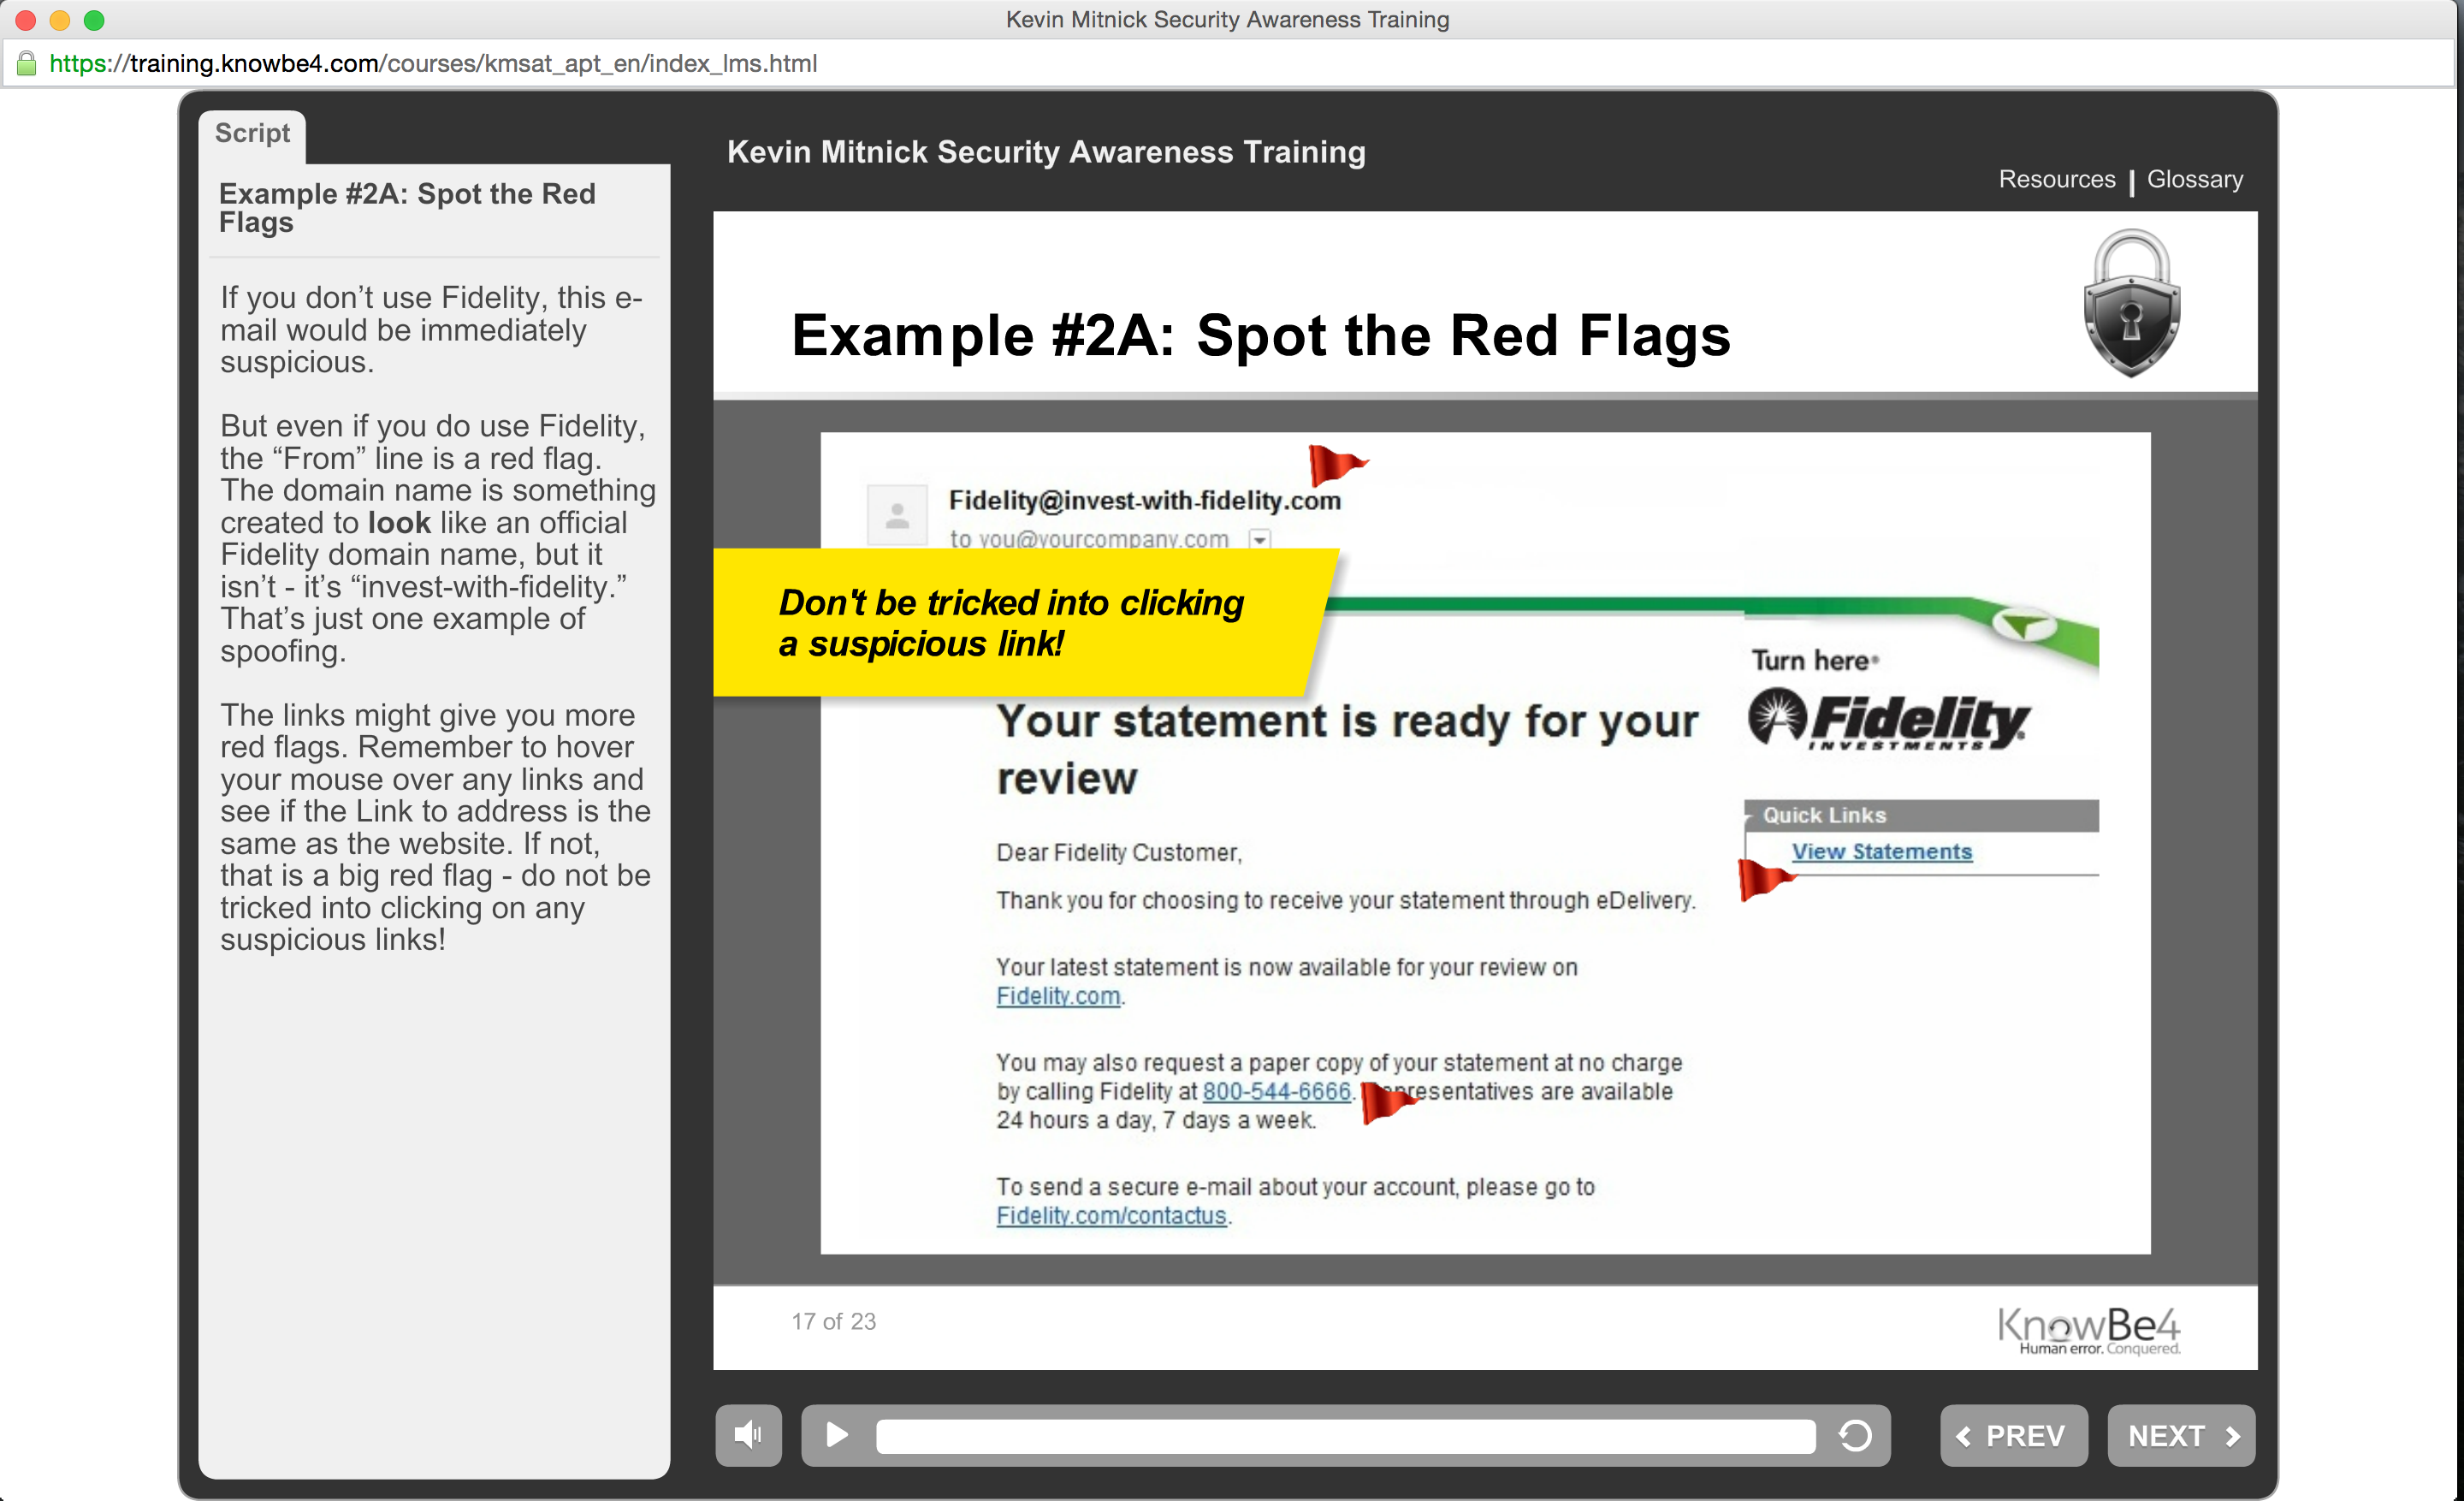 Kevin Mitnick Security Awareness Training
https://training.knowbe4.com/courses/kmsat_apt_en/index_lms.html
Script
Example #2A: Spot the Red
Flags
If you don’t use Fidelity, this e-
mail would be immediately
suspicious.
But even if you do use Fidelity,
the “From” line is a red flag.
The domain name is something
created to look like an official
Fidelity domain name, but it
isn’t - it’s “invest-with-fidelity.”
That’s just one example of
spoofing.
The links might give you more
red flags. Remember to hover
your mouse over any links and
see if the Link to address is the
same as the website. If not,
that is a big red flag - do not be
tricked into clicking on any
suspicious links!
Kevin Mitnick Security Awareness Training
Resources | Glossary
Example #2A: Spot the Red Flags
Fidelity@invest-with-fidelity.com
to you@yourcompany.com
Don't be tricked into clicking
a suspicious link!
Your statement is ready for your
review
Dear Fidelity Customer,
Thank you for choosing to receive your statement through eDelivery.
Your latest statement is now available for your review on
Fidelity.com.
You may also request a paper copy of your statement at no charge
by calling Fidelity at 800-544-6666. Representatives are available
24 hours a day, 7 days a week.
To send a secure e-mail about your account, please go to
Fidelity.com/contactus.
Turn here®
Fidelity
INVESTMENTS®
Quick Links
View Statements
17 of 23
KnowBe4
Human error. Conquered.
PREV
NEXT